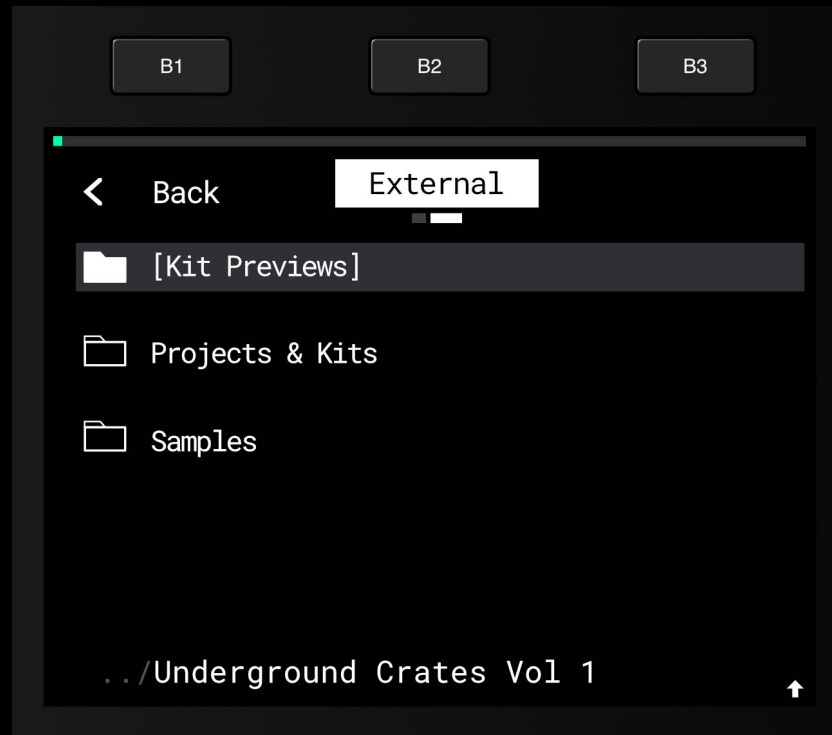 B1 B2 B3
Back External
[Kit Previews]
Projects & Kits
Samples
../Underground Crates Vol 1